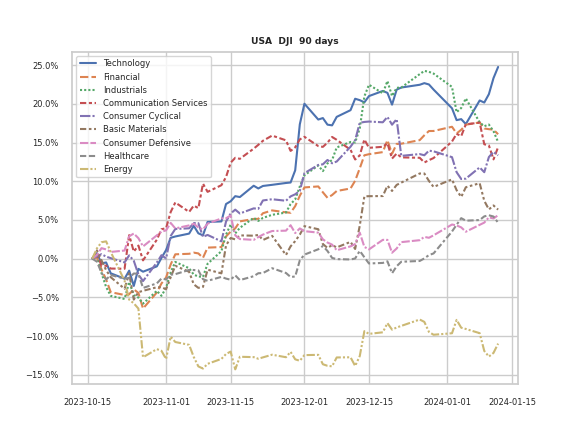 USA DJI 90 days
25.0%
20.0%
15.0%
10.0%
5.0%
0.0%
−5.0%
−10.0%
−15.0%
Technology
Financial
Industrials
Communication Services
Consumer Cyclical
Basic Materials
Consumer Defensive
Healthcare
Energy
2023-10-15
2023-11-01
2023-11-15
2023-12-01
2023-12-15
2024-01-01
2024-01-15